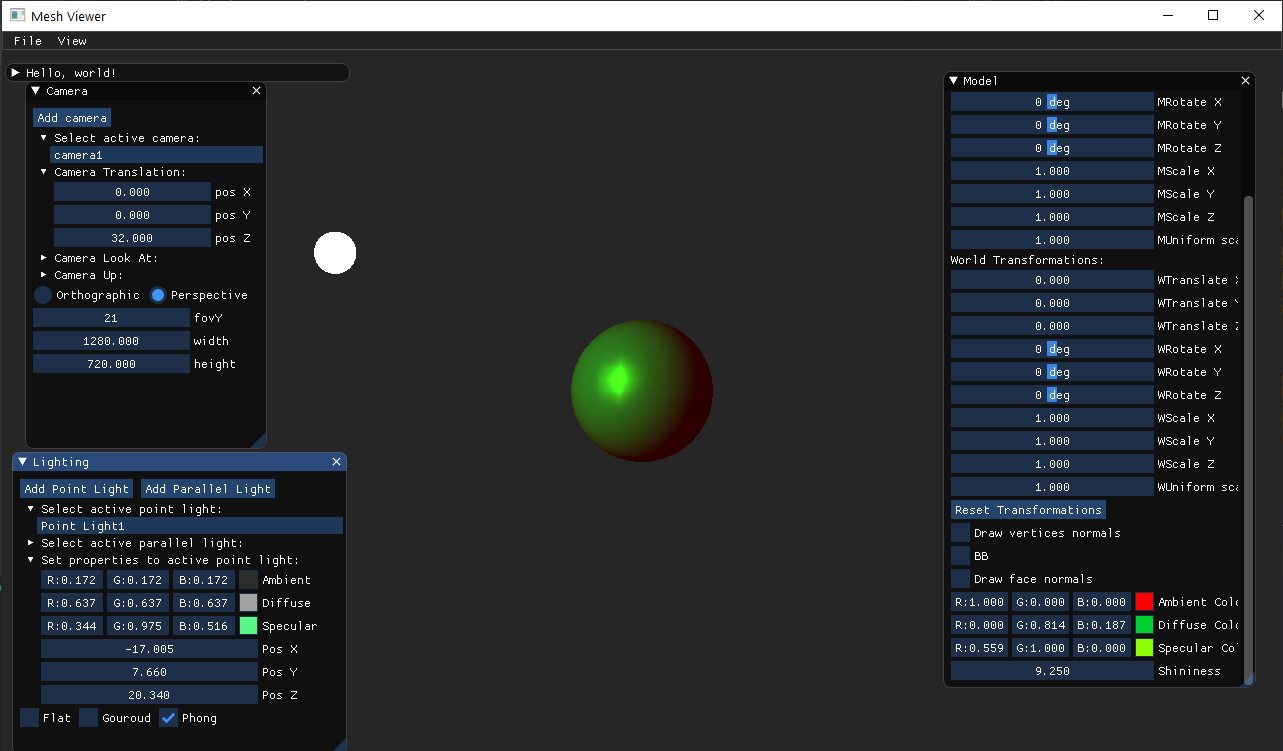 Mesh Viewer
File View
Hello, world!
Camera
Add camera
Select active camera:
camera1
Camera Translation:
0.000 pos X
0.000 pos Y
32.000 pos Z
Camera Look At:
Camera Up:
Orthographic Perspective
21 fovY
1280.000 width
720.000 height
Lighting
Add Point Light Add Parallel Light
Select active point light:
Point Light1
Select active parallel light:
Set properties to active point light:
R:0.172 G:0.172 B:0.172 Ambient
R:0.637 G:0.637 B:0.637 Diffuse
R:0.344 G:0.975 B:0.516 Specular
-17.005 Pos X
7.660 Pos Y
20.340 Pos Z
Flat Gouroud Phong
Model
0 deg MRotate X
0 deg MRotate Y
0 deg MRotate Z
1.000 MScale X
1.000 MScale Y
1.000 MScale Z
1.000 MUniform sca
World Transformations:
0.000 WTranslate X
0.000 WTranslate Y
0.000 WTranslate Z
0 deg WRotate X
0 deg WRotate Y
0 deg WRotate Z
1.000 WScale X
1.000 WScale Y
1.000 WScale Z
1.000 WUniform sca
Reset Transformations
Draw vertices normals
BB
Draw face normals
R:1.000 G:0.000 B:0.000 Ambient Colo
R:0.000 G:0.814 B:0.187 Diffuse Colo
R:0.559 G:1.000 B:0.000 Specular Co
9.250 Shininess